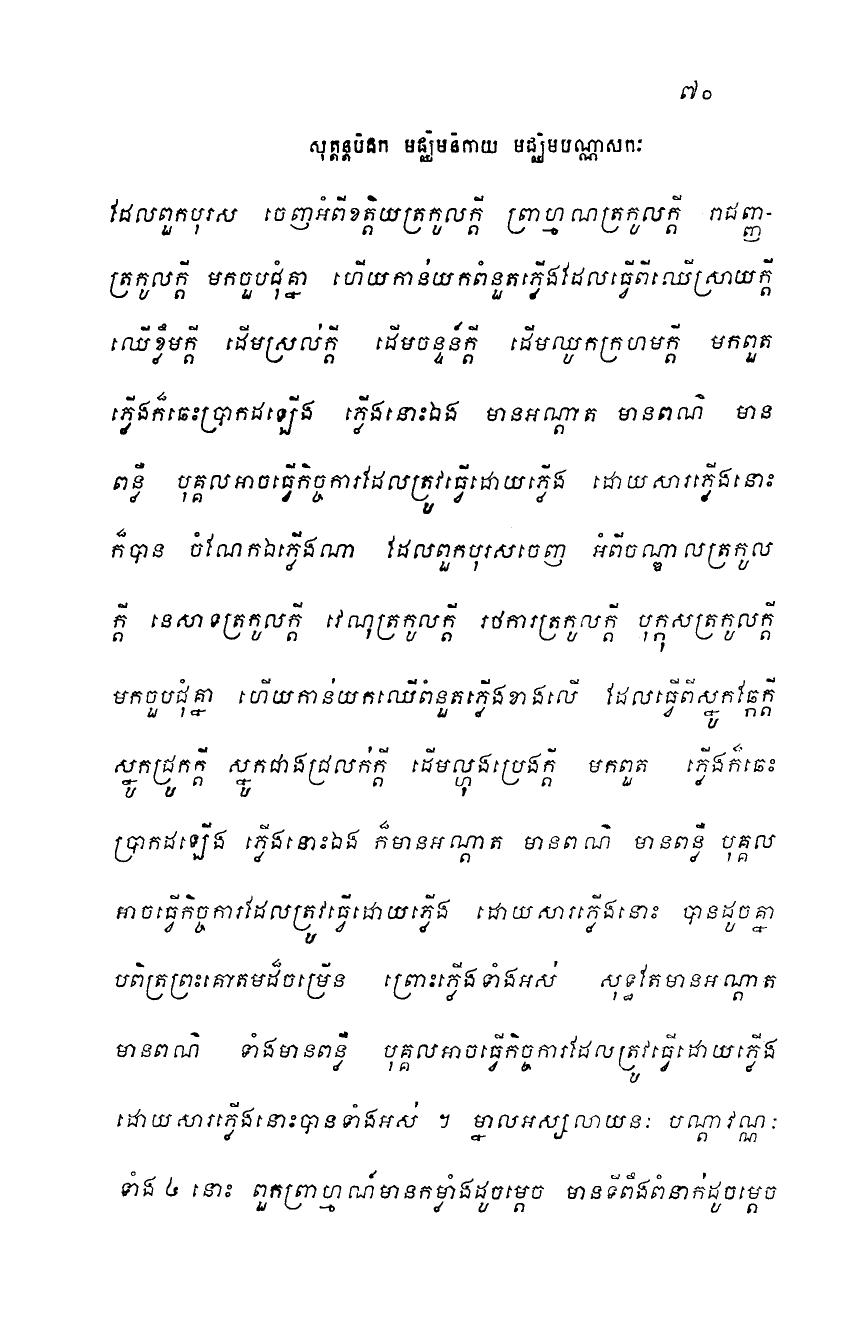 ៧០
សុត្តន្តបិដក មជ្ឈិមនិកាយ មជ្ឈិមបណ្ណាសកៈ
ដែលពួកបុរស ចេញអំពីខត្តិយត្រកូលក្តី ព្រាហ្មណត្រកូលក្តី រាជញ្ញ-
ត្រកូលក្តី មកចួបជុំគ្នា ហើយកាន់យកពំនួតភ្លើងដែលធ្វើពីឈើស្រាយក្តី
ឈើខ្ទឹមក្តី ដើមស្រល់ក្តី ដើមចន្ទន៍ក្តី ដើមឈូកក្រហមក្តី មកពួត
ភ្លើងក៏ឆេះប្រាកដឡើង ភ្លើងនោះឯង មានអណ្តាត មានពណ៌ មាន
ពន្លឺ បុគ្គលអាចធ្វើកិច្ចការដែលត្រូវធ្វើដោយភ្លើង ដោយសារភ្លើងនោះ
ក៏បាន ចំណែកឯភ្លើងណា ដែលពួកបុរសចេញ អំពីចណ្ឌាលត្រកូល
ក្តី នេសាទត្រកូលក្តី វេណុត្រកូលក្តី រថការត្រកូលក្តី បុក្កុសត្រកូលក្តី
មកចួបជុំគ្នា ហើយកាន់យកឈើពំនួតភ្លើងខាងលើ ដែលធ្វើពីស្នូកឆ្កែក្តី
ស្នូកជ្រូកក្តី ស្នូកជាងជ្រលក់ក្តី ដើមល្ហុងប្រេងក្តី មកពួត ភ្លើងក៏ឆេះ
ប្រាកដឡើង ភ្លើងនោះឯង ក៏មានអណ្តាត មានពណ៌ មានពន្លឺ បុគ្គល
អាចធ្វើកិច្ចការដែលត្រូវធ្វើដោយភ្លើង ដោយសារភ្លើងនោះ បានដូចគ្នា
បពិត្រព្រះគោតមដ៏ចម្រើន ព្រោះភ្លើងទាំងអស់ សុទ្ធតែមានអណ្តាត
មានពណ៌ ទាំងមានពន្លឺ បុគ្គលអាចធ្វើកិច្ចការដែលត្រូវធ្វើដោយភ្លើង
ដោយសារភ្លើងនោះបានទាំងអស់ ។ ម្នាលអស្សលាយនៈ បណ្តាវណ្ណៈ
ទាំង ៤ នោះ ពួកព្រាហ្មណ៍មានកម្លាំងដូចម្តេច មានទីពឹងពំនាក់ដូចម្តេច